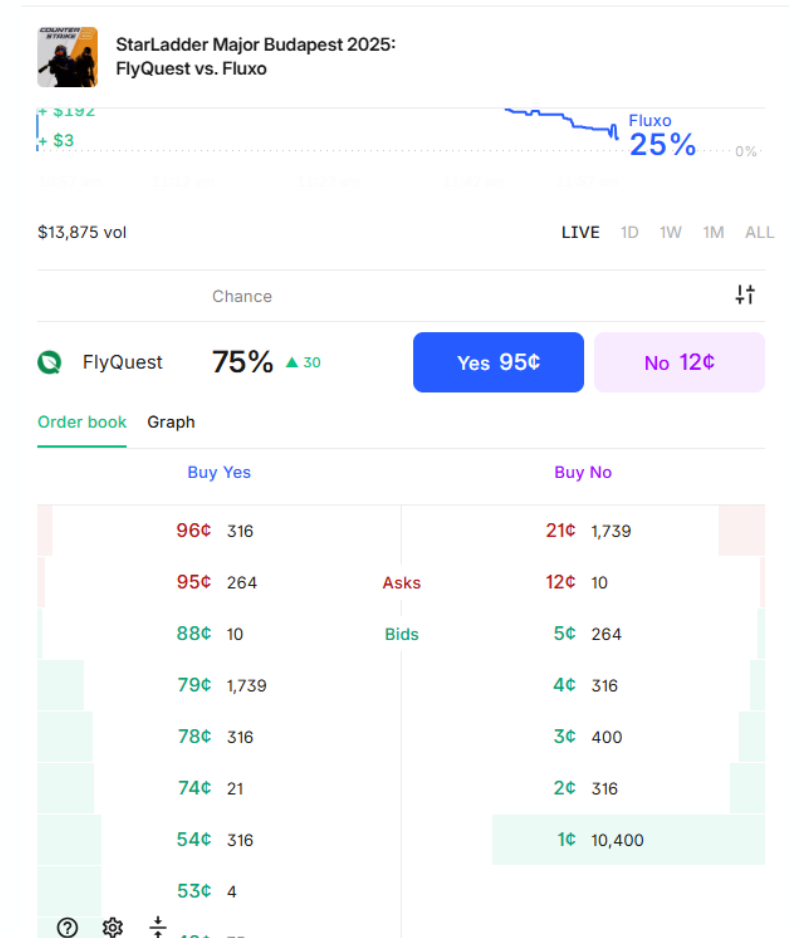 COUNTER
STRIKE
StarLadder Major Budapest 2025:
FlyQuest vs. Fluxo
+ $192
+ $3
Fluxo
25%
0%
$13,875 vol
LIVE 1D 1W 1M ALL
Chance
FlyQuest 75% ▲ 30 Yes 95¢ No 12¢
Order book Graph
Buy Yes Buy No
96¢ 316 21¢ 1,739
95¢ 264 Asks 12¢ 10
88¢ 10 Bids 5¢ 264
79¢ 1,739 4¢ 316
78¢ 316 3¢ 400
74¢ 21 2¢ 316
54¢ 316 1¢ 10,400
53¢ 4